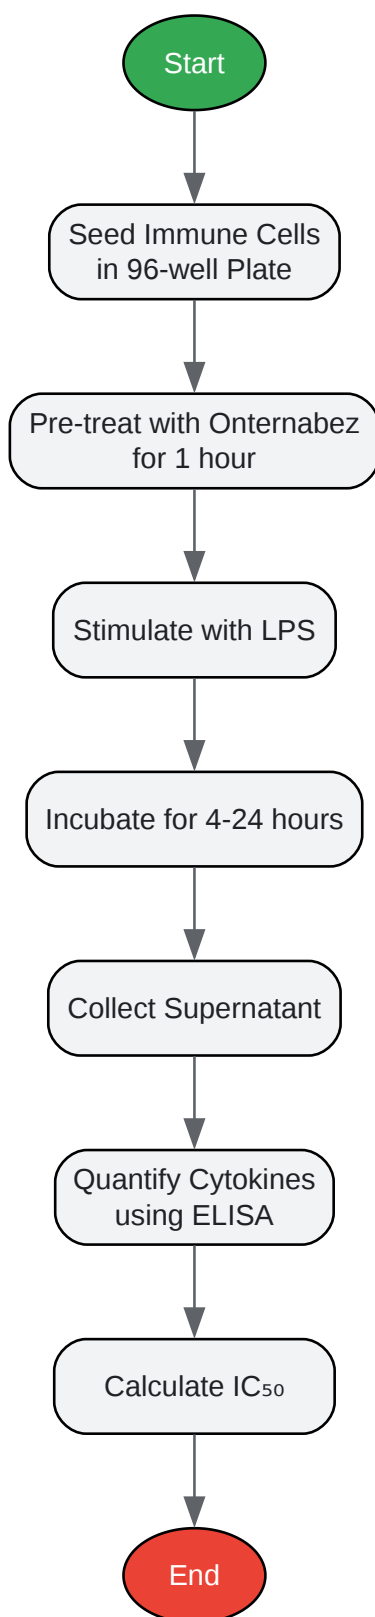 Start
Seed Immune Cells
in 96-well Plate
Pre-treat with Onternabez
for 1 hour
Stimulate with LPS
Incubate for 4-24 hours
Collect Supernatant
Quantify Cytokines
using ELISA
Calculate IC₅₀
End